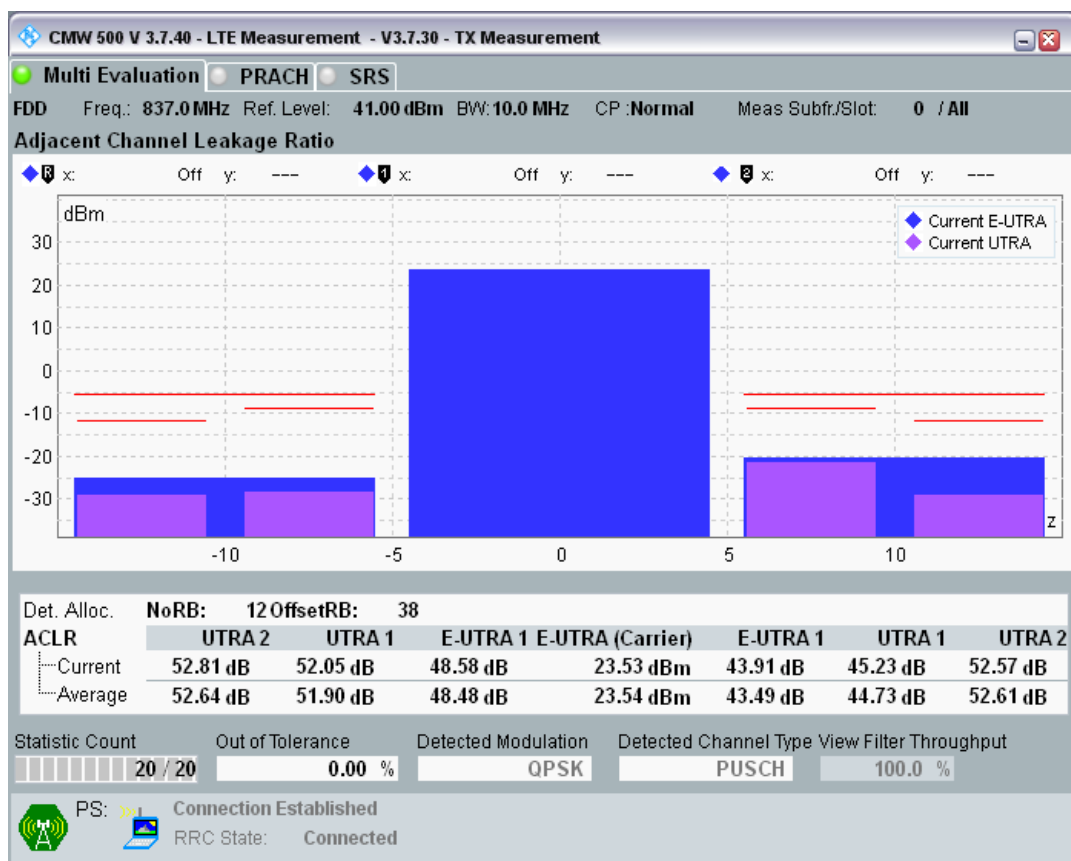 CMW 500 V 3.7.40 - LTE Measurement - V3.7.30 - TX Measurement
Multi Evaluation PRACH SRS
FDD Freq.: 837.0 MHz Ref. Level: 41.00 dBm BW: 10.0 MHz CP :Normal Meas Subfr./Slot: 0 / All
Adjacent Channel Leakage Ratio
R x: Off y: --- 1 x: Off y: --- 2 x: Off y: ---
dBm
Current E-UTRA
Current UTRA
30
20
10
0
-10
-20
-30
z
-10 -5 0 5 10
Det. Alloc. NoRB: 12 OffsetRB: 38
ACLR UTRA 2 UTRA 1 E-UTRA 1 E-UTRA (Carrier) E-UTRA 1 UTRA 1 UTRA 2
Current 52.81 dB 52.05 dB 48.58 dB 23.53 dBm 43.91 dB 45.23 dB 52.57 dB
Average 52.64 dB 51.90 dB 48.48 dB 23.54 dBm 43.49 dB 44.73 dB 52.61 dB
Statistic Count Out of Tolerance Detected Modulation Detected Channel Type View Filter Throughput
20 / 20 0.00 % QPSK PUSCH 100.0 %
PS: Connection Established
RRC State: Connected